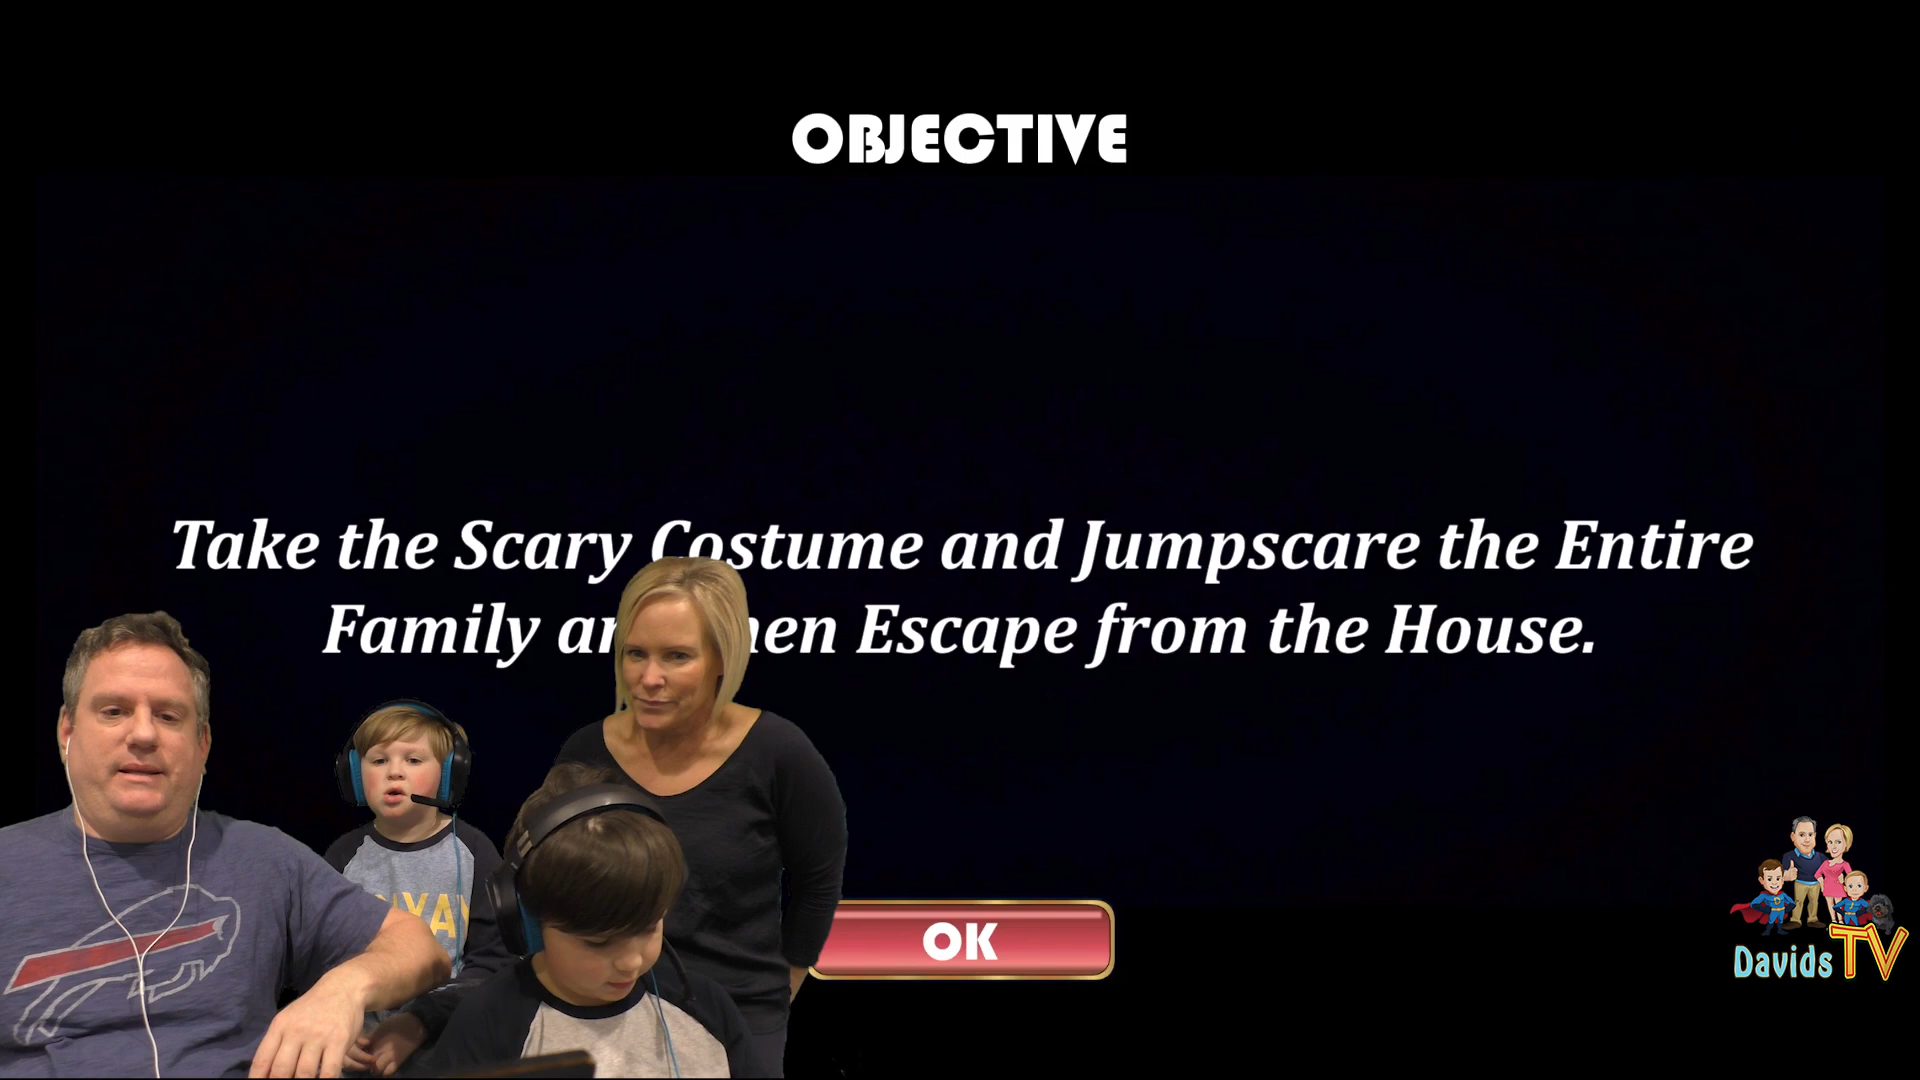 OBJECTIVE
Take the Scary Costume and Jumpscare the Entire
Family Escape from the House.
OK
Davids TV